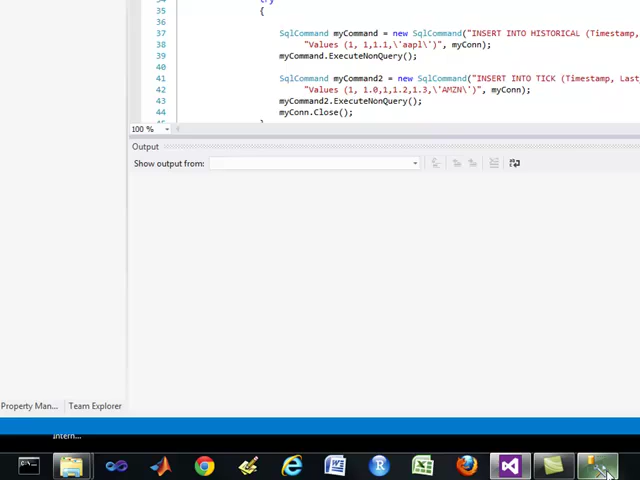 34 try
35 {
36
37 SqlCommand myCommand = new SqlCommand("INSERT INTO HISTORICAL (Timestamp,
38 "Values (1, 1,1.1,\'aapl\')", myConn);
39 myCommand.ExecuteNonQuery();
40
41 SqlCommand myCommand2 = new SqlCommand("INSERT INTO TICK (Timestamp, Last
42 "Values (1, 1.0,1,1.2,1.3,\'AMZN\')", myConn);
43 myCommand2.ExecuteNonQuery();
44 myConn.Close();
100 %
Output
Show output from:
Property Man... Team Explorer
Intern...